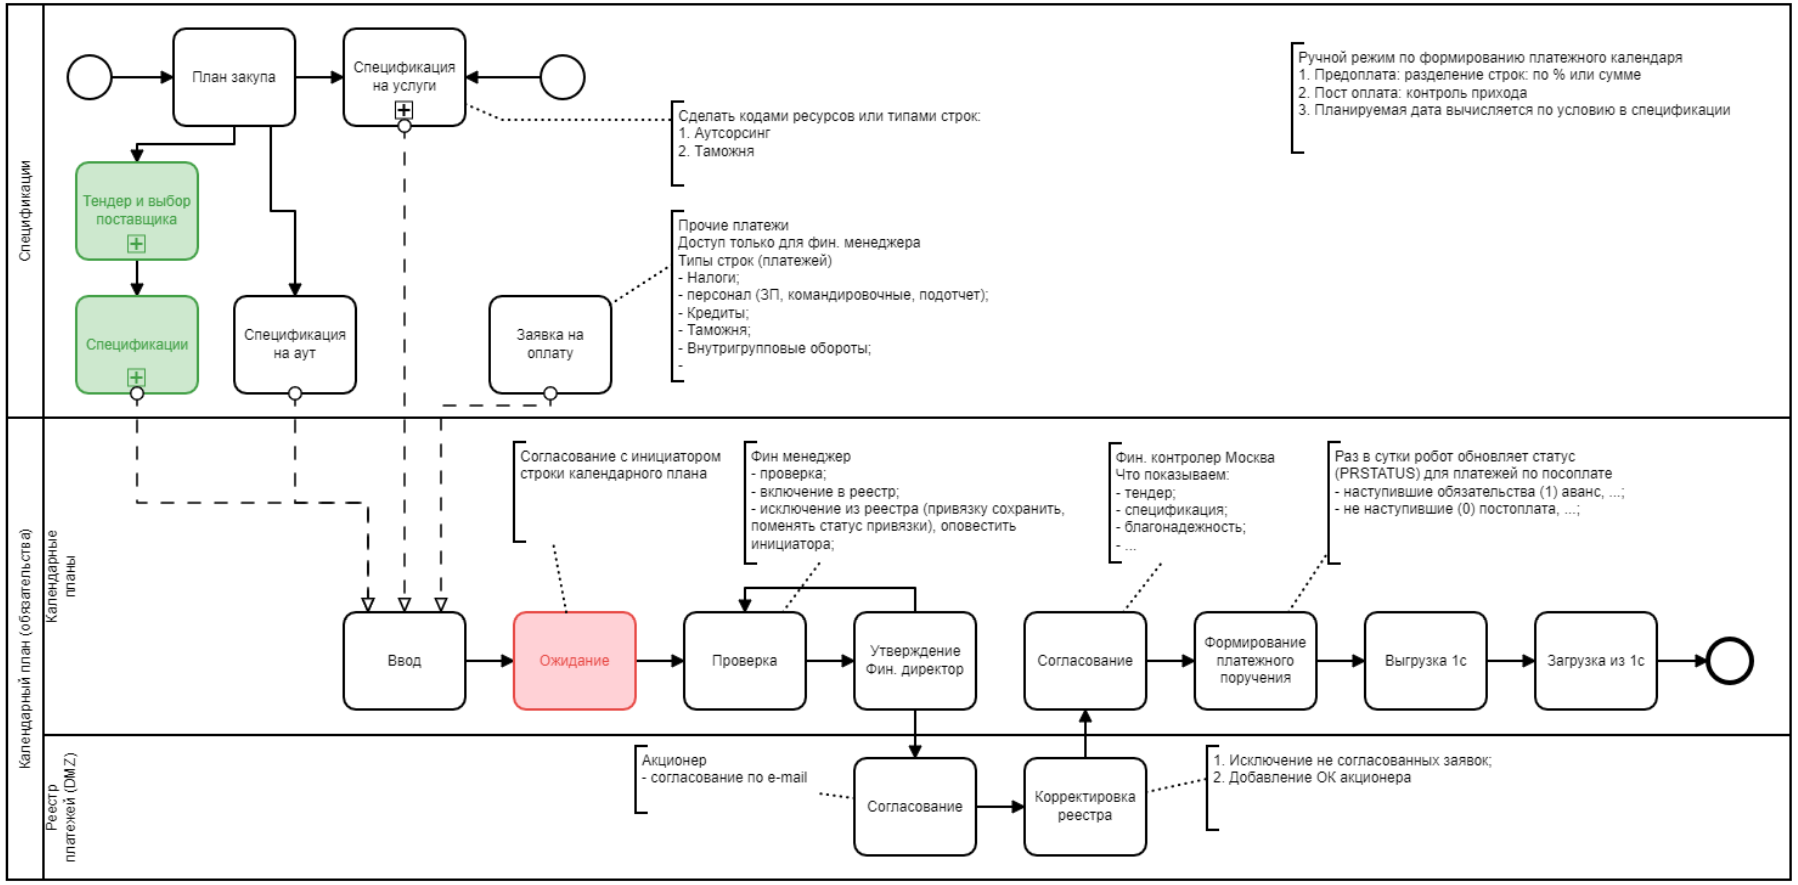 Спецификации
План закупа
Спецификация
на услуги
Сделать кодами ресурсов или типами строк:
1. Аутсорсинг
2. Таможня
Ручной режим по формированию платежного календаря
1. Предоплата: разделение строк: по % или сумме
2. Пост оплата: контроль прихода
3. Планируемая дата вычисляется по условию в спецификации
Тендер и выбор
поставщика
Спецификации
Спецификация
на аут
Заявка на
оплату
Прочие платежи
Доступ только для фин. менеджера
Типы строк (платежей)
- Налоги;
- персонал (ЗП, командировочные, подотчет);
- Кредиты;
- Таможня;
- Внутригрупповые обороты;
-
Календарный план (обязательства)
Календарные
планы
Согласование с инициатором
строки календарного плана
Фин менеджер
- проверка;
- включение в реестр;
- исключение из реестра (привязку сохранить,
поменять статус привязки), оповестить
инициатора;
Фин. контролер Москва
Что показываем:
- тендер;
- спецификация;
- благонадежность;
- ...
Раз в сутки робот обновляет статус
(PRSTATUS) для платежей по посоплате
- наступившие обязательства (1) аванс, ...;
- не наступившие (0) постоплата, ...;
Ввод
Ожидание
Проверка
Утверждение
Фин. директор
Согласование
Формирование
платежного
поручения
Выгрузка 1с
Загрузка из 1с
Реестр
платежей (DMZ)
Акционер
- согласование по e-mail
Согласование
Корректировка
реестра
1. Исключение не согласованных заявок;
2. Добавление ОК акционера